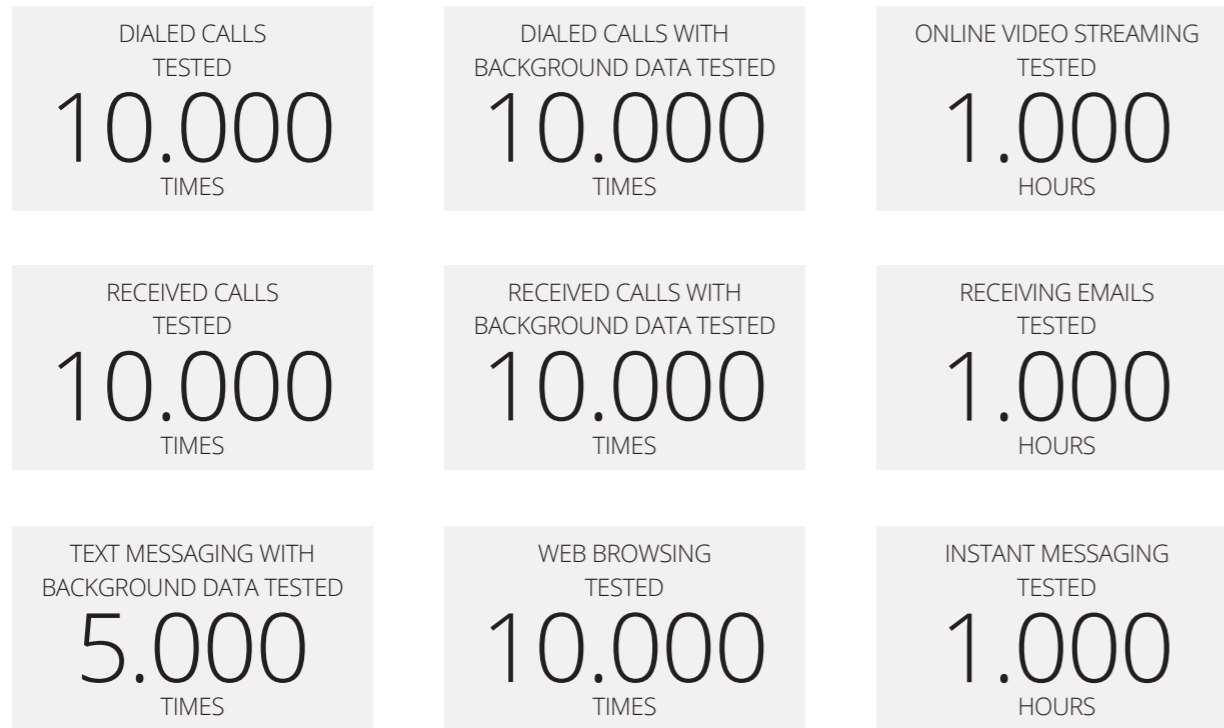 DIALED CALLS
TESTED
10.000
TIMES
DIALED CALLS WITH
BACKGROUND DATA TESTED
10.000
TIMES
ONLINE VIDEO STREAMING
TESTED
1.000
HOURS
RECEIVED CALLS
TESTED
10.000
TIMES
RECEIVED CALLS WITH
BACKGROUND DATA TESTED
10.000
TIMES
RECEIVING EMAILS
TESTED
1.000
HOURS
TEXT MESSAGING WITH
BACKGROUND DATA TESTED
5.000
TIMES
WEB BROWSING
TESTED
10.000
TIMES
INSTANT MESSAGING
TESTED
1.000
HOURS